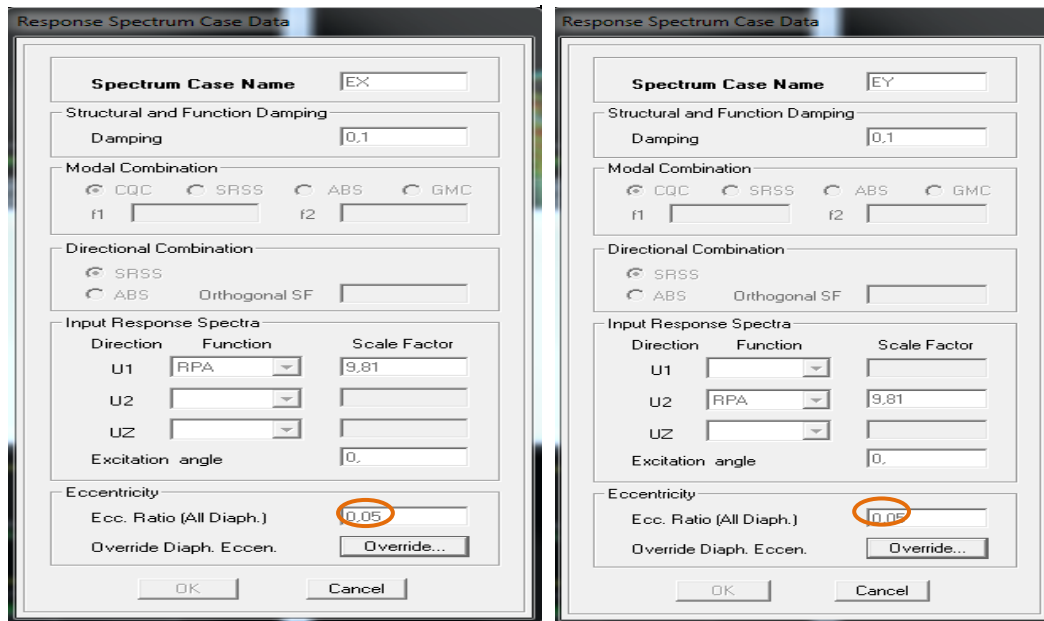 Response Spectrum Case Data
Spectrum Case Name EX
Structural and Function Damping
Damping 0,1
Modal Combination
CQC SRSS ABS GMC
f1 f2
Directional Combination
SRSS
ABS Orthogonal SF
Input Response Spectra
Direction Function Scale Factor
U1 RPA 9,81
U2
UZ
Excitation angle 0,
Eccentricity
Ecc. Ratio (All Diaph.) 0,05
Override Diaph. Eccen. Override...
OK Cancel
Response Spectrum Case Data
Spectrum Case Name EY
Structural and Function Damping
Damping 0,1
Modal Combination
CQC SRSS ABS GMC
f1 f2
Directional Combination
SRSS
ABS Orthogonal SF
Input Response Spectra
Direction Function Scale Factor
U1
U2 RPA 9,81
UZ
Excitation angle 0,
Eccentricity
Ecc. Ratio (All Diaph.) 0,05
Override Diaph. Eccen. Override...
OK Cancel